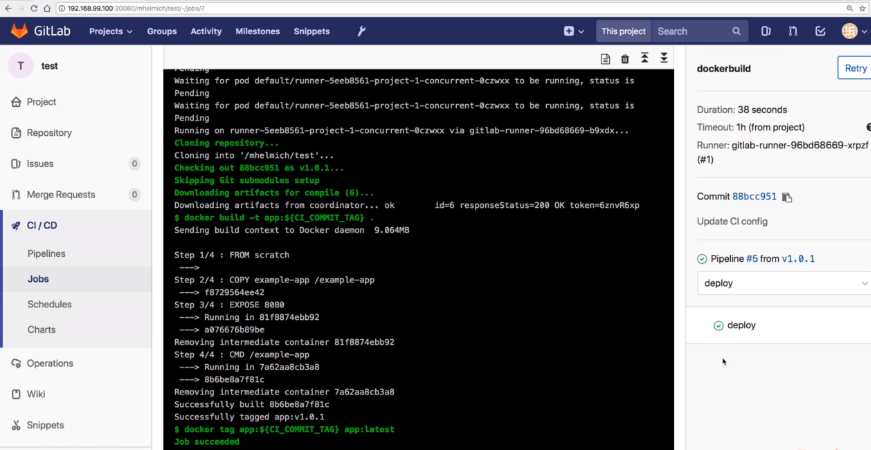 192.168.99.100:30080/mhelmich/test/-/jobs/7
GitLab
Projects
Groups
Activity
Milestones
Snippets
This project
Search
T
test
Project
Repository
Issues
0
Merge Requests
0
CI / CD
Pipelines
Jobs
Schedules
Charts
Operations
Wiki
Snippets
Pending
Waiting for pod default/runner-5eeb8561-project-1-concurrent-0czwxx to be running, status is
Pending
Waiting for pod default/runner-5eeb8561-project-1-concurrent-0czwxx to be running, status is
Pending
Running on runner-5eeb8561-project-1-concurrent-0czwxx via gitlab-runner-96bd68669-b9xdx...
Cloning repository...
Cloning into '/mhelmich/test'...
Checking out 88bcc951 as v1.0.1...
Skipping Git submodules setup
Downloading artifacts for compile (6)...
Downloading artifacts from coordinator... ok id=6 responseStatus=200 OK token=6znvR6xp
$ docker build -t app:${CI_COMMIT_TAG} .
Sending build context to Docker daemon 9.064MB
Step 1/4 : FROM scratch
--->
Step 2/4 : COPY example-app /example-app
---> f8729564ee42
Step 3/4 : EXPOSE 8080
---> Running in 81f8874ebb92
---> a076676b89be
Removing intermediate container 81f8874ebb92
Step 4/4 : CMD /example-app
---> Running in 7a62aa8cb3a8
---> 8b6be8a7f81c
Removing intermediate container 7a62aa8cb3a8
Successfully built 8b6be8a7f81c
Successfully tagged app:v1.0.1
$ docker tag app:${CI_COMMIT_TAG} app:latest
Job succeeded
dockerbuild
Retry
Duration: 38 seconds
Timeout: 1h (from project)
Runner: gitlab-runner-96bd68669-xrpzf
(#1)
Commit 88bcc951
Update CI config
Pipeline #5 from v1.0.1
deploy
deploy